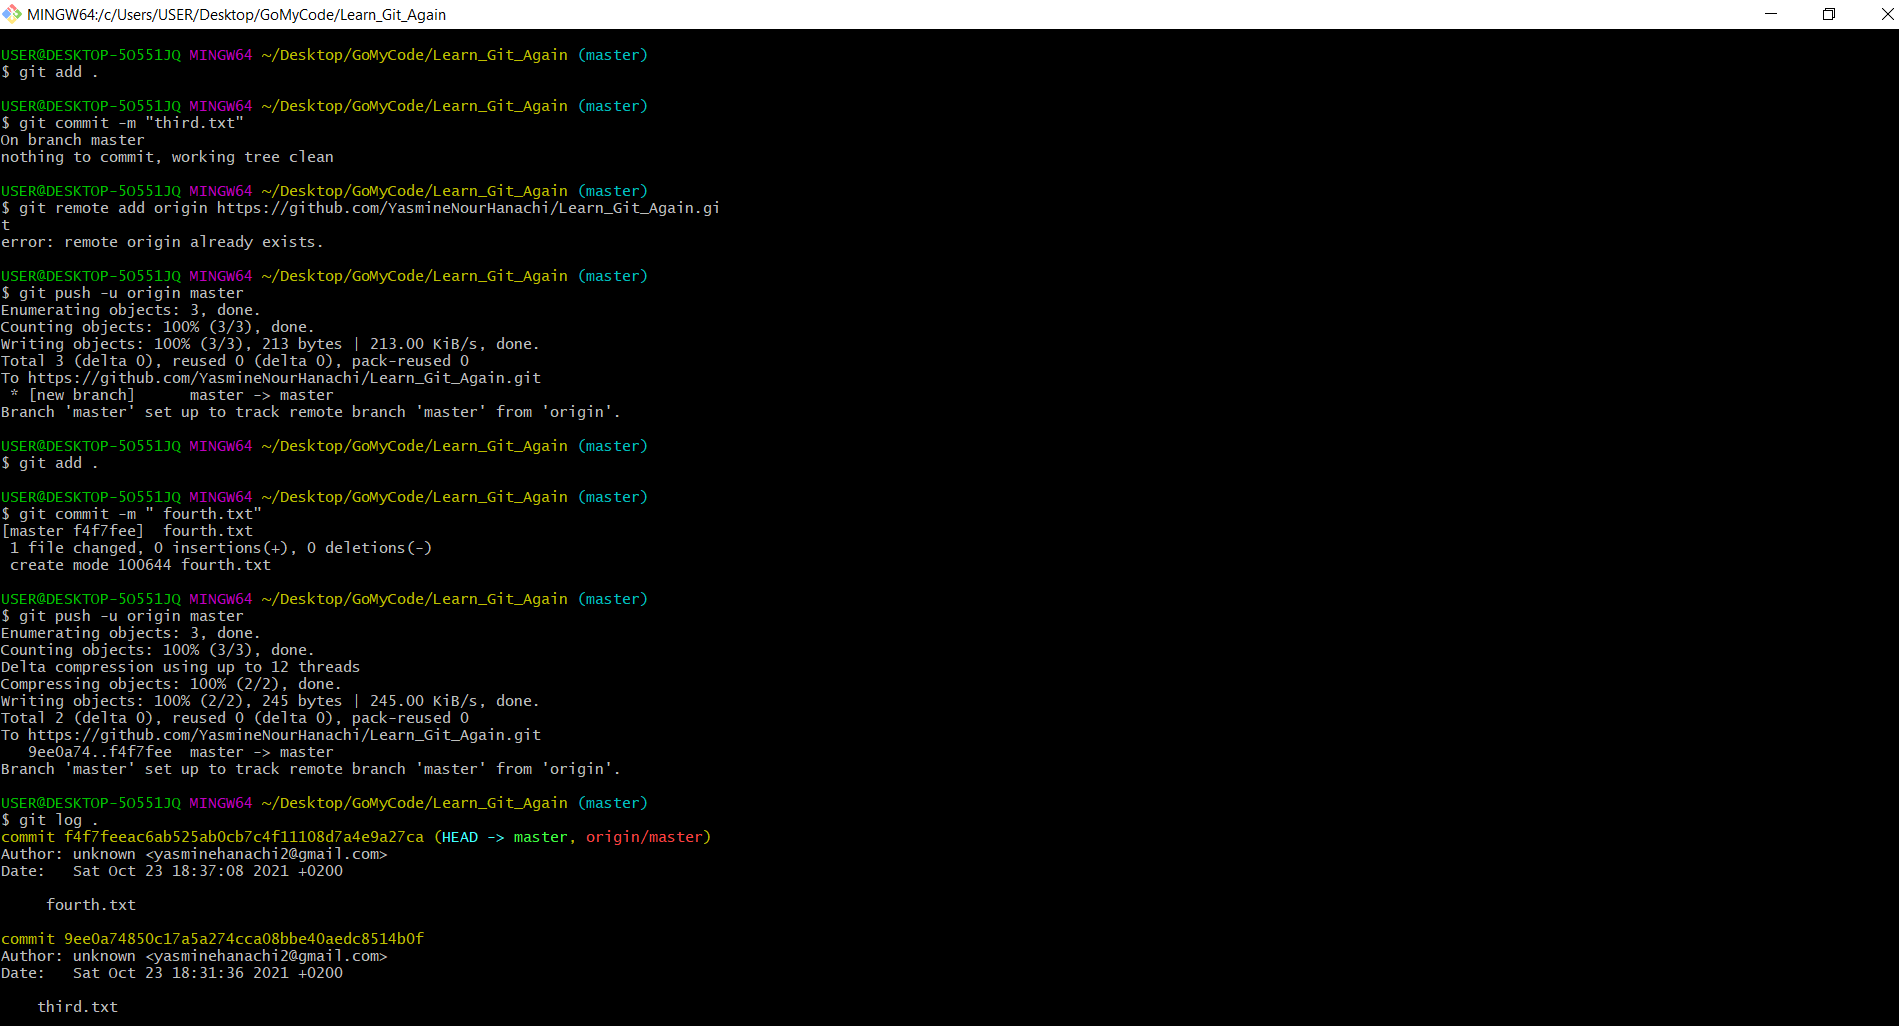 MINGW64:/c/Users/USER/Desktop/GoMyCode/Learn_Git_Again
USER@DESKTOP-5O551JQ MINGW64 ~/Desktop/GoMyCode/Learn_Git_Again (master)
$ git add .
USER@DESKTOP-5O551JQ MINGW64 ~/Desktop/GoMyCode/Learn_Git_Again (master)
$ git commit -m "third.txt"
On branch master
nothing to commit, working tree clean
USER@DESKTOP-5O551JQ MINGW64 ~/Desktop/GoMyCode/Learn_Git_Again (master)
$ git remote add origin https://github.com/YasmineNourHanachi/Learn_Git_Again.gi
t
error: remote origin already exists.
USER@DESKTOP-5O551JQ MINGW64 ~/Desktop/GoMyCode/Learn_Git_Again (master)
$ git push -u origin master
Enumerating objects: 3, done.
Counting objects: 100% (3/3), done.
Writing objects: 100% (3/3), 213 bytes | 213.00 KiB/s, done.
Total 3 (delta 0), reused 0 (delta 0), pack-reused 0
To https://github.com/YasmineNourHanachi/Learn_Git_Again.git
 * [new branch]      master -> master
Branch 'master' set up to track remote branch 'master' from 'origin'.
USER@DESKTOP-5O551JQ MINGW64 ~/Desktop/GoMyCode/Learn_Git_Again (master)
$ git add .
USER@DESKTOP-5O551JQ MINGW64 ~/Desktop/GoMyCode/Learn_Git_Again (master)
$ git commit -m " fourth.txt"
[master f4f7fee]  fourth.txt
 1 file changed, 0 insertions(+), 0 deletions(-)
 create mode 100644 fourth.txt
USER@DESKTOP-5O551JQ MINGW64 ~/Desktop/GoMyCode/Learn_Git_Again (master)
$ git push -u origin master
Enumerating objects: 3, done.
Counting objects: 100% (3/3), done.
Delta compression using up to 12 threads
Compressing objects: 100% (2/2), done.
Writing objects: 100% (2/2), 245 bytes | 245.00 KiB/s, done.
Total 2 (delta 0), reused 0 (delta 0), pack-reused 0
To https://github.com/YasmineNourHanachi/Learn_Git_Again.git
   9ee0a74..f4f7fee  master -> master
Branch 'master' set up to track remote branch 'master' from 'origin'.
USER@DESKTOP-5O551JQ MINGW64 ~/Desktop/GoMyCode/Learn_Git_Again (master)
$ git log .
commit f4f7feeac6ab525ab0cb7c4f11108d7a4e9a27ca (HEAD -> master, origin/master)
Author: unknown <yasminehanachi2@gmail.com>
Date:   Sat Oct 23 18:37:08 2021 +0200
     fourth.txt
commit 9ee0a74850c17a5a274cca08bbe40aedc8514b0f
Author: unknown <yasminehanachi2@gmail.com>
Date:   Sat Oct 23 18:31:36 2021 +0200
    third.txt